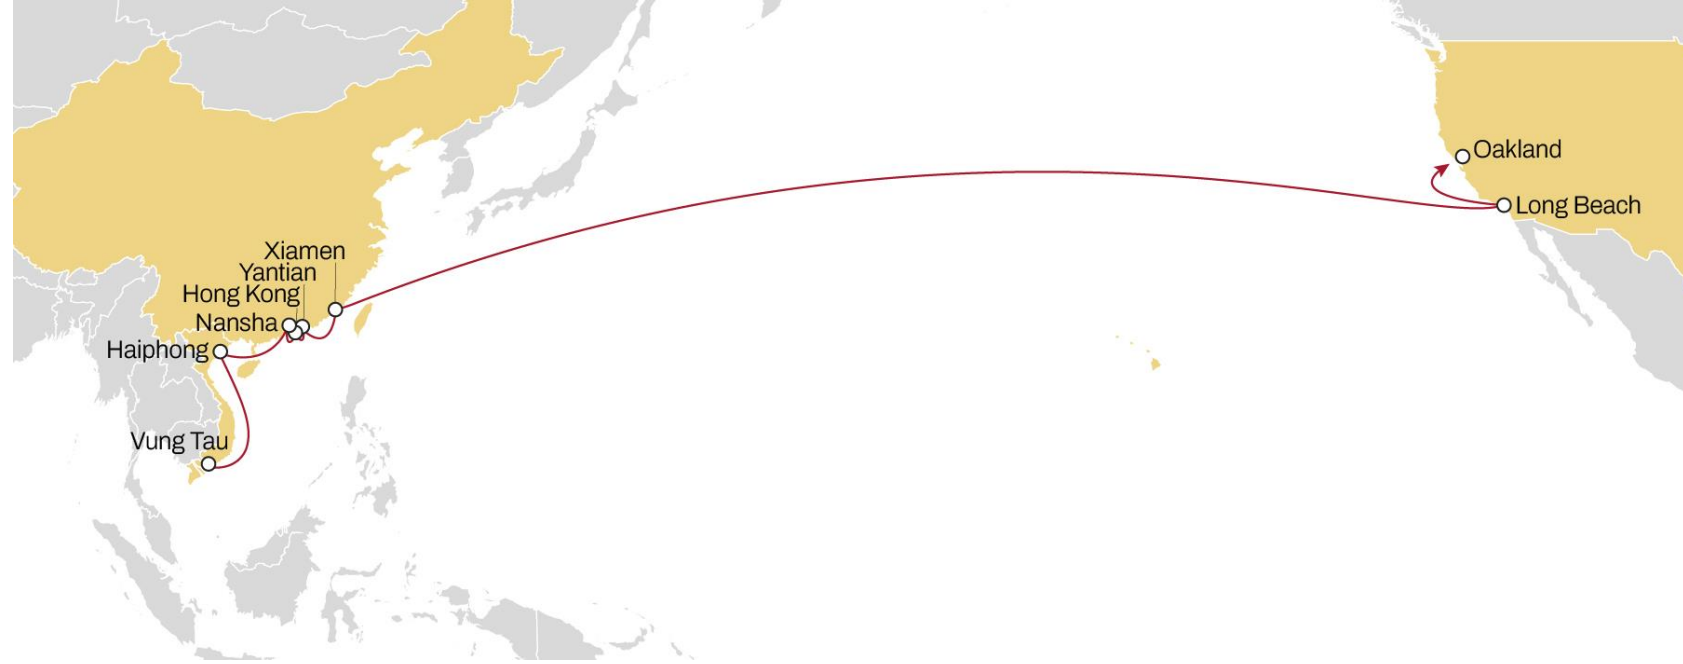 Oakland
Long Beach
Xiamen
Yantian
Hong Kong
Nansha
Haiphong
Vung Tau